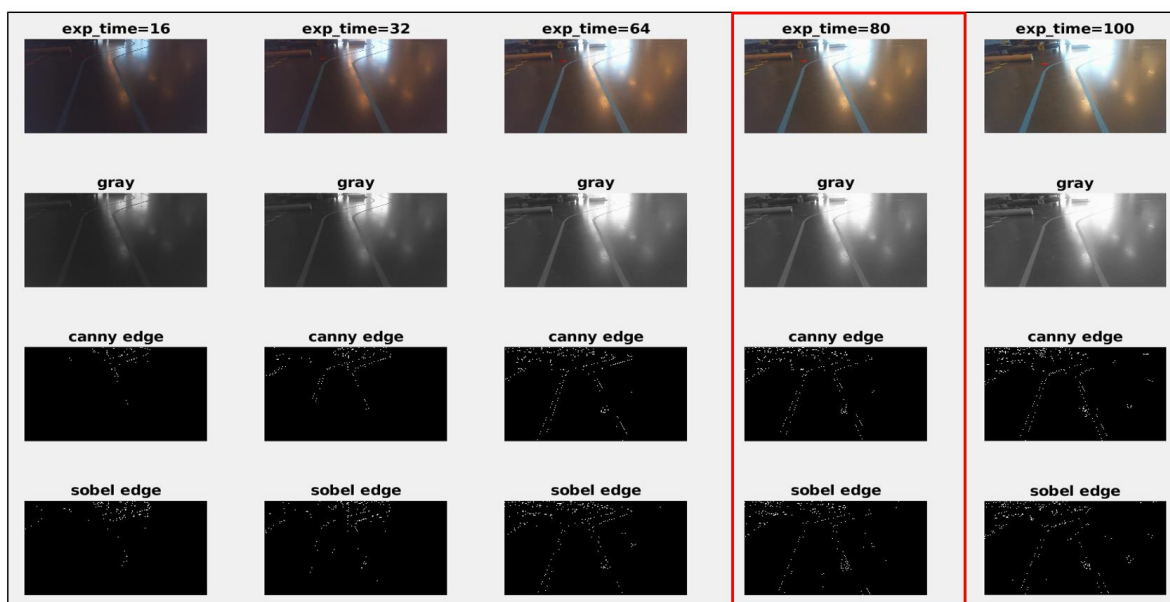 exp_time=16 exp_time=32 exp_time=64 exp_time=80 exp_time=100
gray gray gray gray gray
canny edge canny edge canny edge canny edge canny edge
sobel edge sobel edge sobel edge sobel edge sobel edge